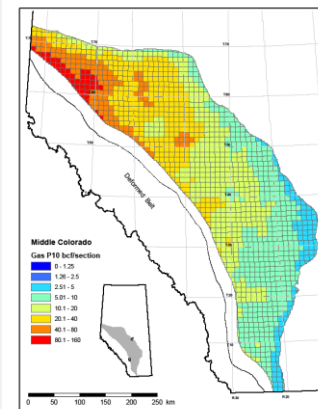 Deformed Belt
Middle Colorado
Gas P10 bcf/section
0 - 1.25
1.26 - 2.5
2.51 - 5
5.01 - 10
10.1 - 20
20.1 - 40
40.1 - 80
80.1 - 160
0 50 100 150 200 250 km